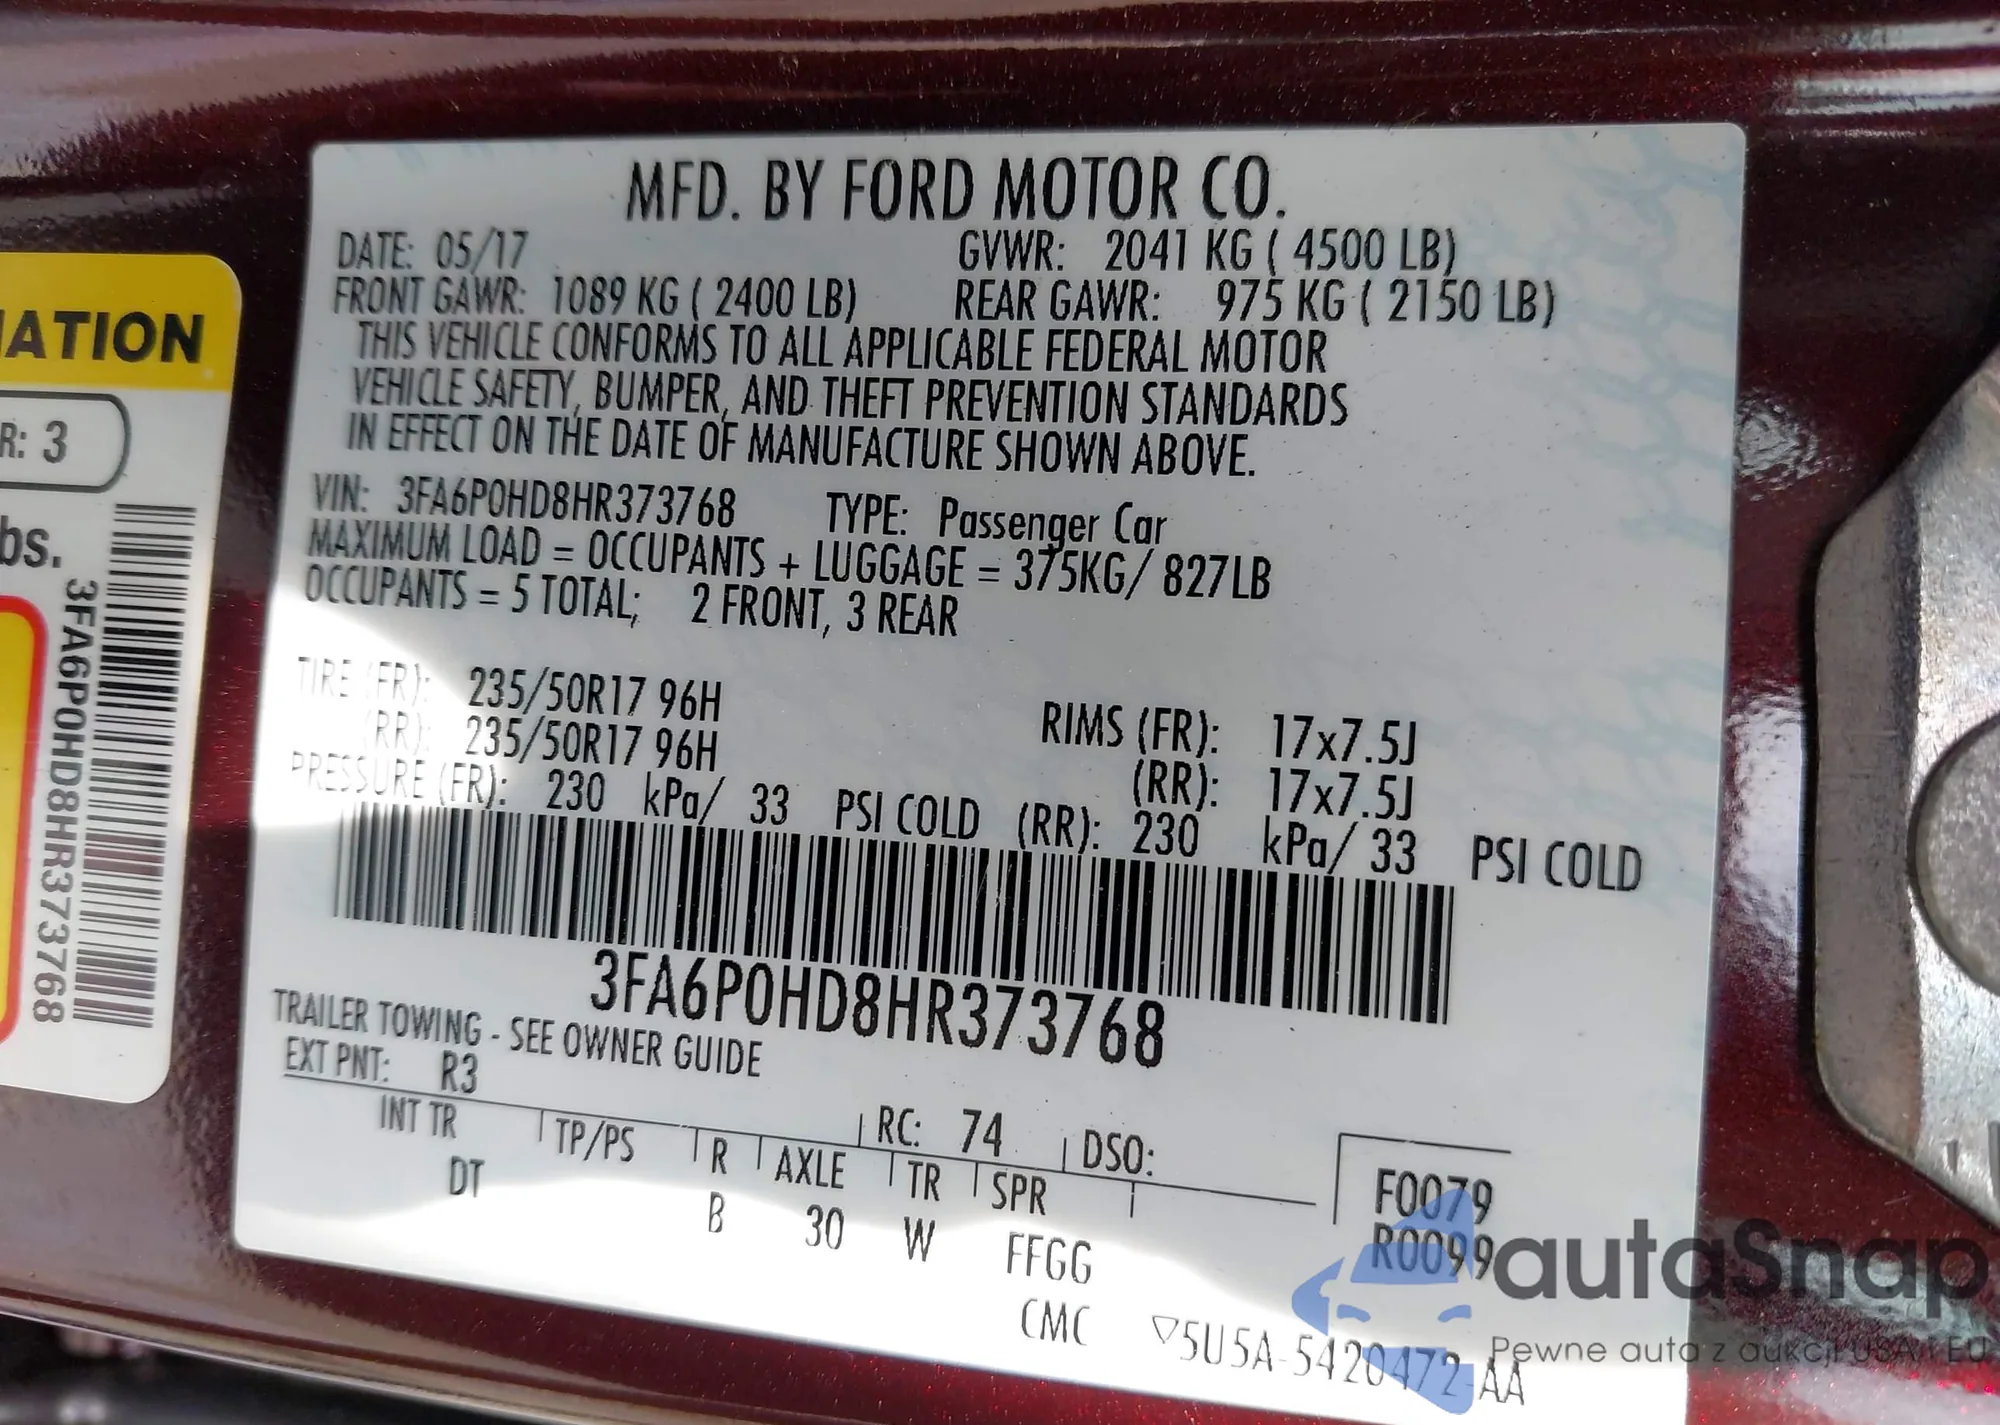 MFD. BY FORD MOTOR CO.
DATE: 05/17 GVWR: 2041 KG ( 4500 LB)
FRONT GAWR: 1089 KG ( 2400 LB) REAR GAWR: 975 KG ( 2150 LB)
THIS VEHICLE CONFORMS TO ALL APPLICABLE FEDERAL MOTOR
VEHICLE SAFETY, BUMPER, AND THEFT PREVENTION STANDARDS
IN EFFECT ON THE DATE OF MANUFACTURE SHOWN ABOVE.
VIN: 3FA6P0HD8HR373768 TYPE: Passenger Car
MAXIMUM LOAD = OCCUPANTS + LUGGAGE = 375KG/ 827LB
OCCUPANTS = 5 TOTAL; 2 FRONT, 3 REAR
TIRE (FR): 235/50R17 96H RIMS (FR): 17x7.5J
(RR): 235/50R17 96H (RR): 17x7.5J
PRESSURE (FR): 230 kPa/ 33 PSI COLD (RR): 230 kPa/ 33 PSI COLD
3FA6P0HD8HR373768
TRAILER TOWING - SEE OWNER GUIDE
EXT PNT: R3 RC: 74 DSO:
INT TR TP/PS R AXLE TR SPR
DT B 30 W FFGG
CMC
F0079
R0099
▽5U5A-5420472-AA
ATION
R: 3
bs.
3FA6P0HD8HR373768
autaSnap
Pewne auta z aukcji USA i EU